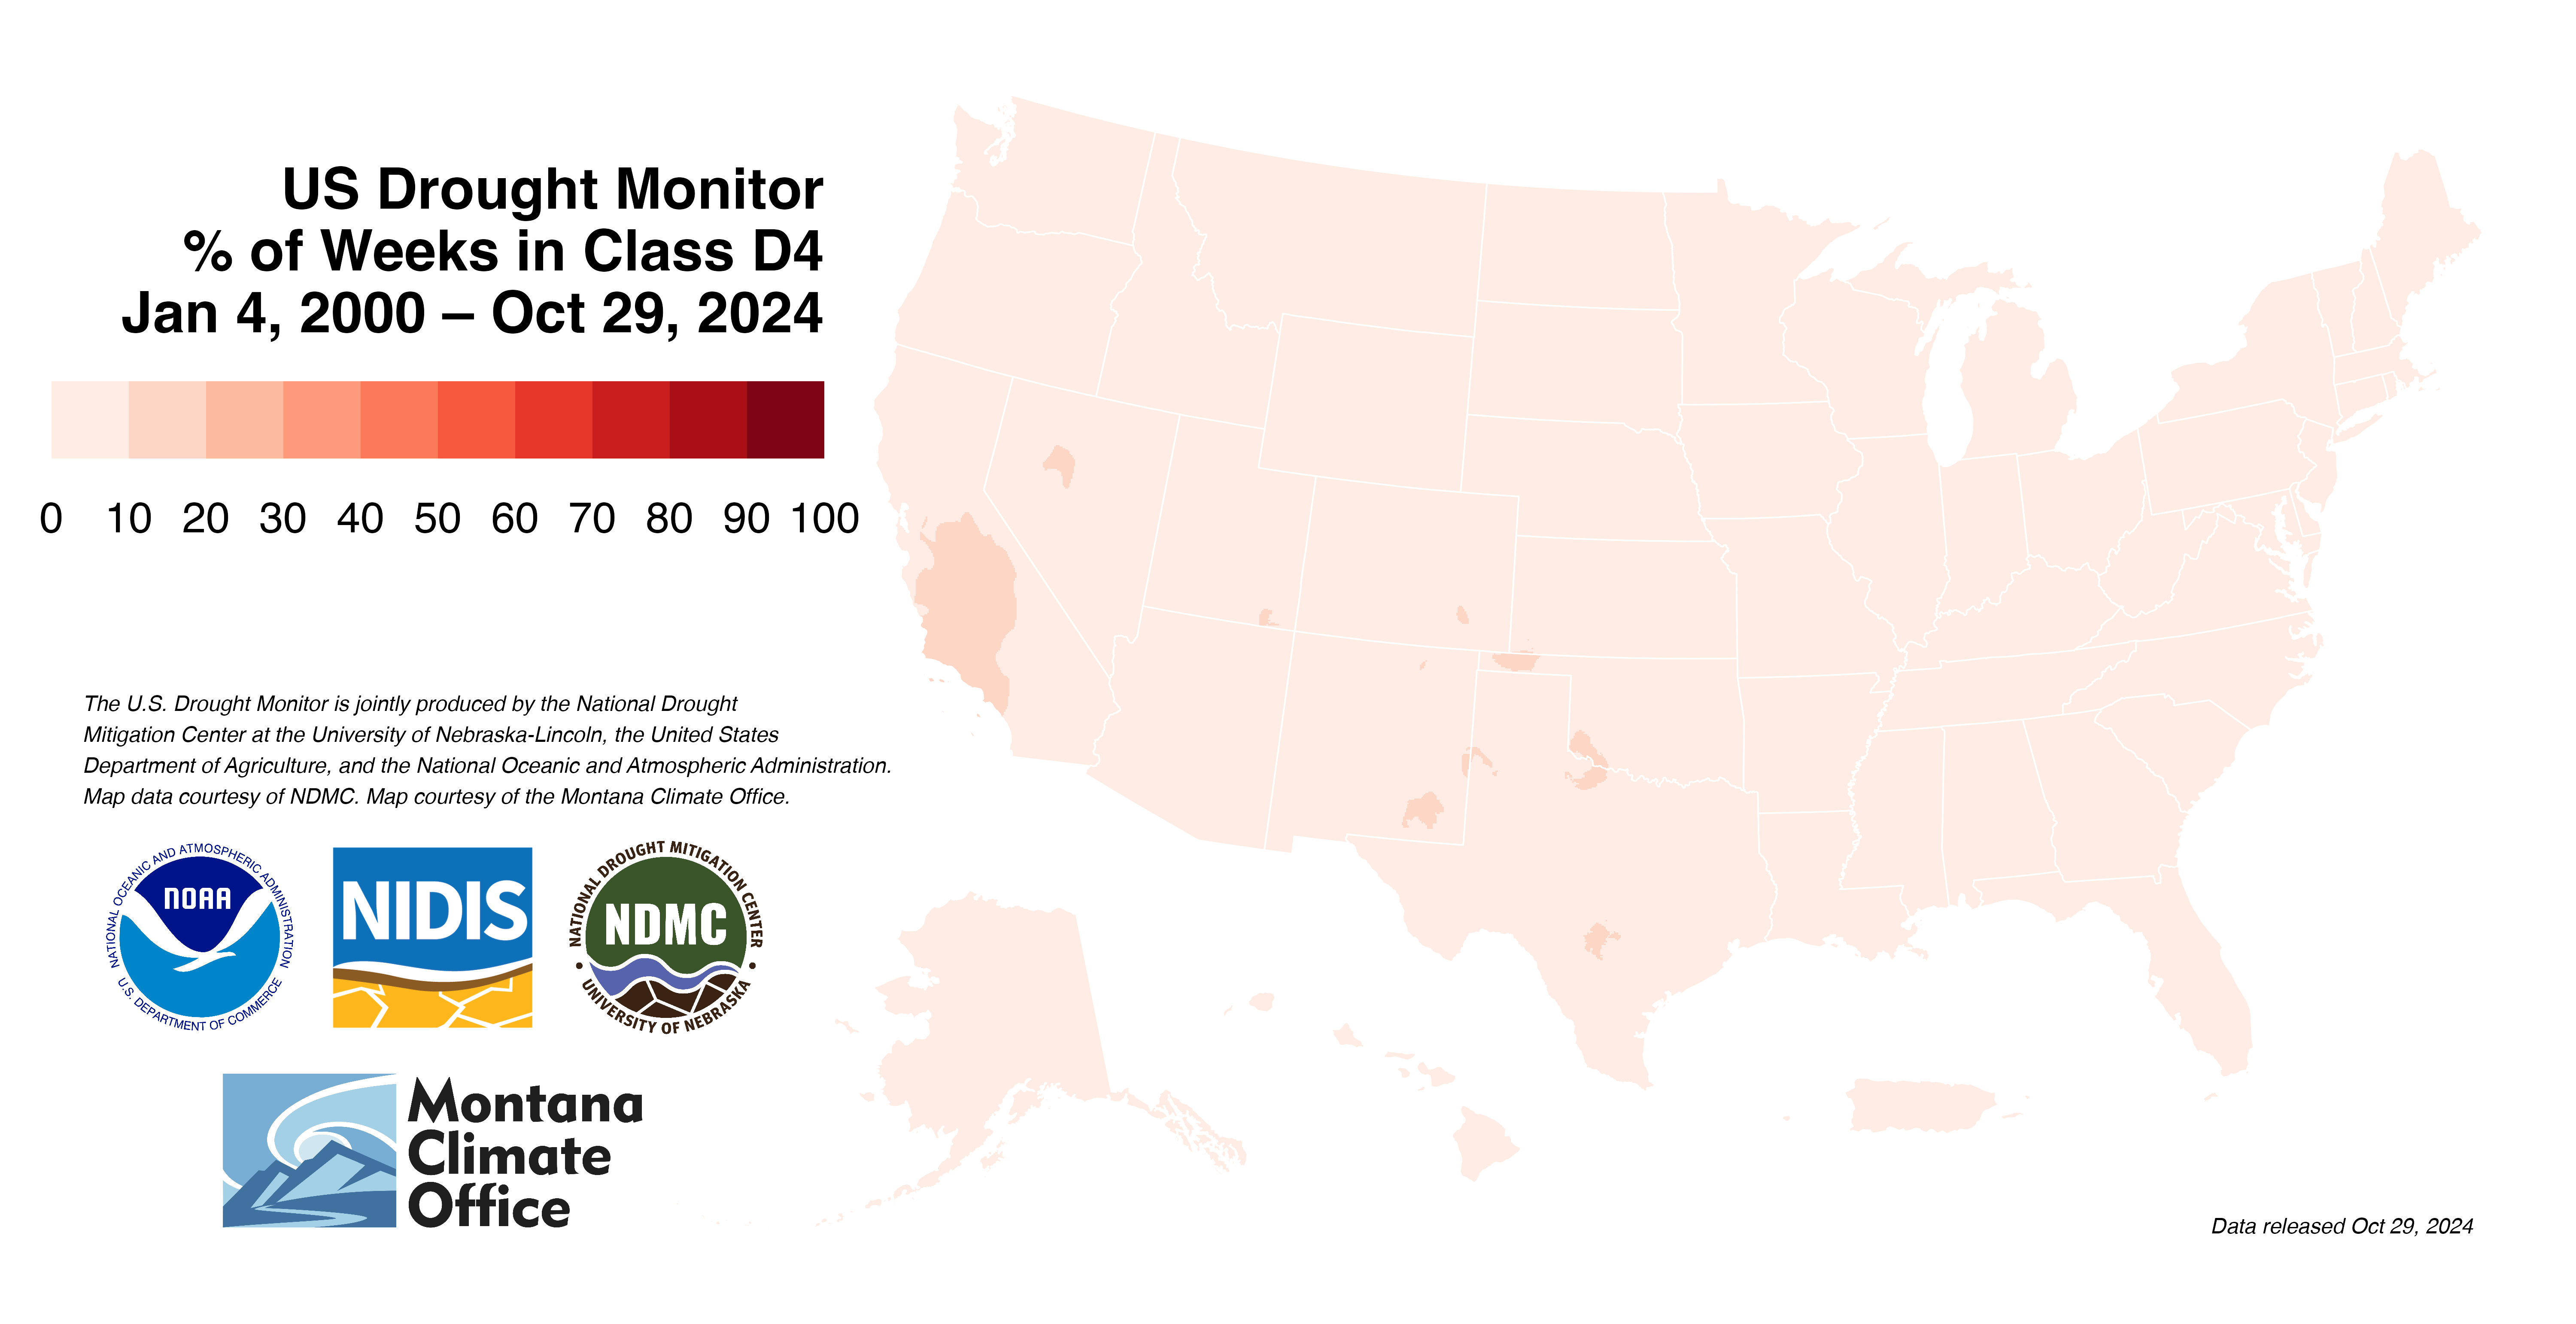 US Drought Monitor
% of Weeks in Class D4
Jan 4, 2000 – Oct 29, 2024
0 10 20 30 40 50 60 70 80 90 100
The U.S. Drought Monitor is jointly produced by the National Drought
Mitigation Center at the University of Nebraska-Lincoln, the United States
Department of Agriculture, and the National Oceanic and Atmospheric Administration.
Map data courtesy of NDMC. Map courtesy of the Montana Climate Office.
NATIONAL OCEANIC AND ATMOSPHERIC ADMINISTRATION
NOAA
U.S. DEPARTMENT OF COMMERCE
NIDIS
NATIONAL DROUGHT MITIGATION CENTER
NDMC
• UNIVERSITY OF NEBRASKA •
Montana
Climate
Office
Data released Oct 29, 2024